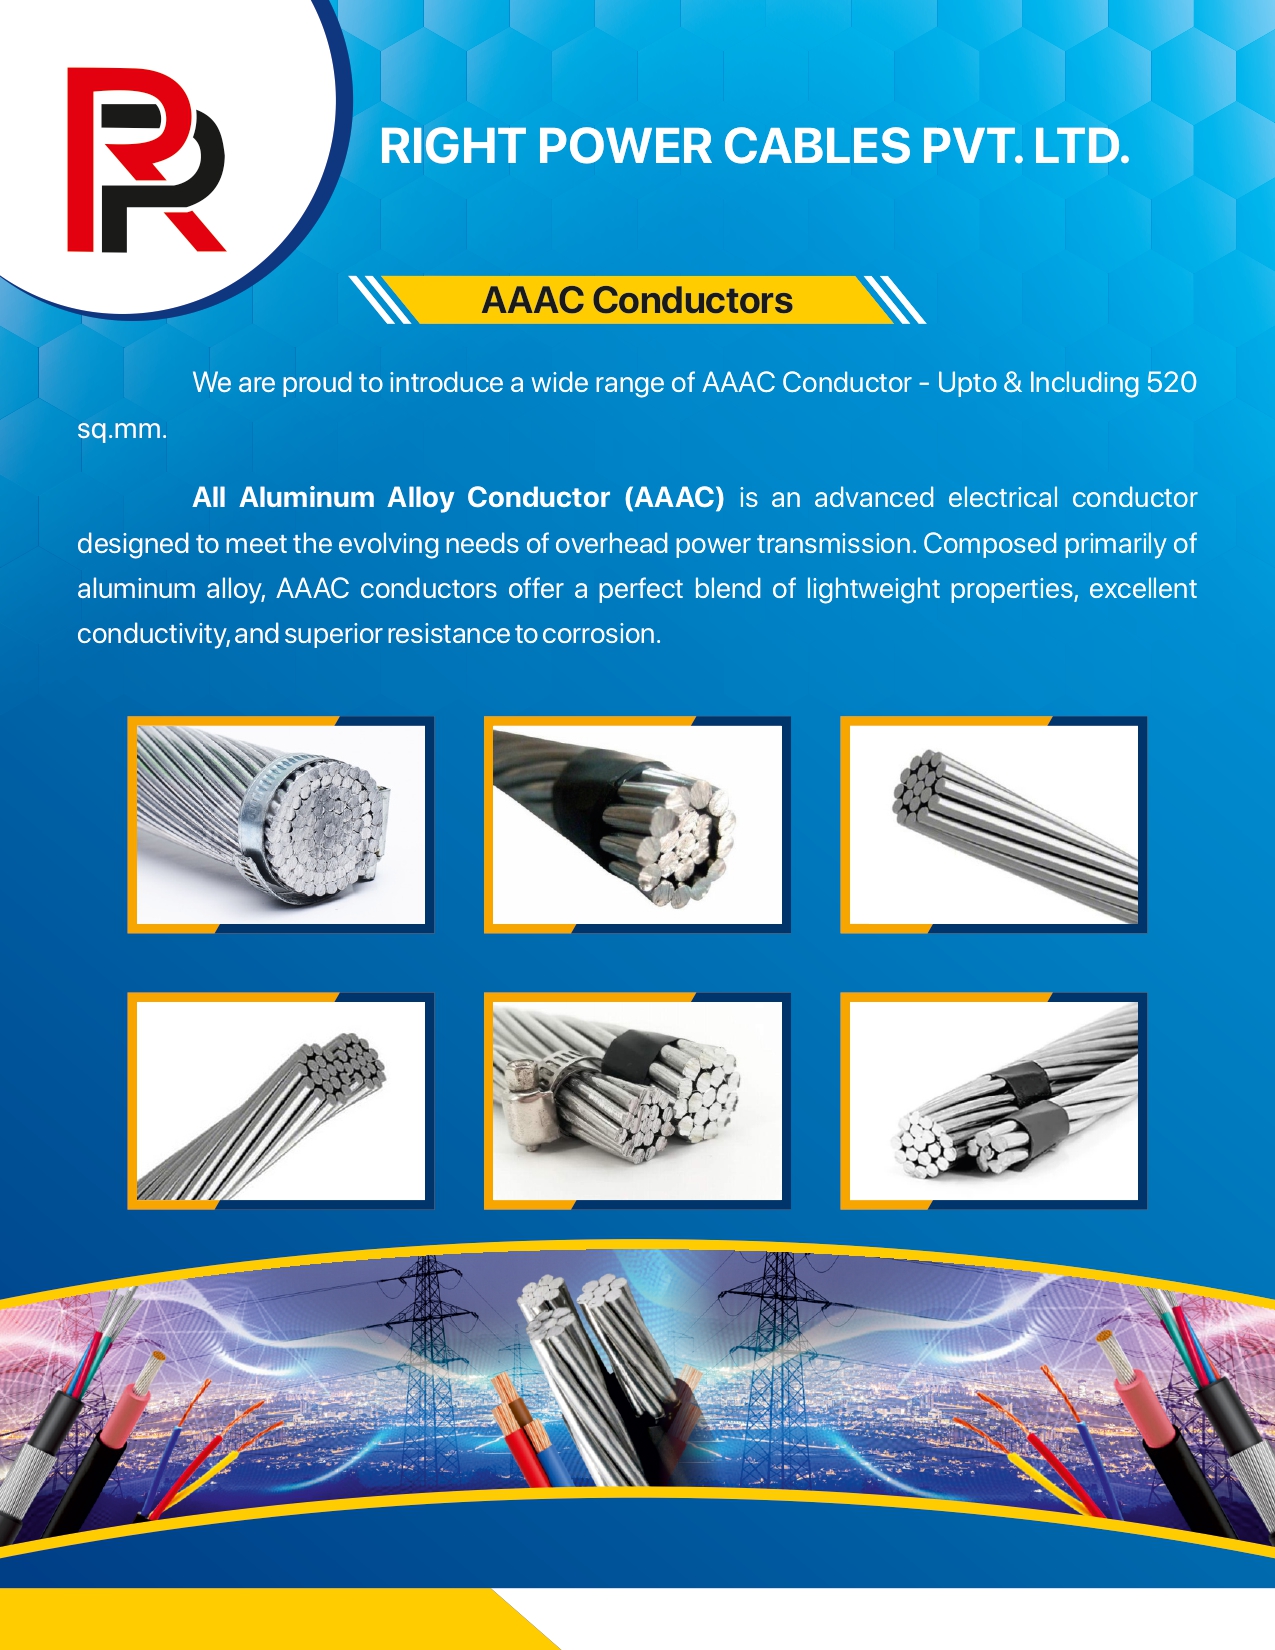 RIGHT POWER CABLES PVT. LTD.
AAAC Conductors
We are proud to introduce a wide range of AAAC Conductor - Upto & Including 520
sq.mm.
All Aluminum Alloy Conductor (AAAC) is an advanced electrical conductor
designed to meet the evolving needs of overhead power transmission. Composed primarily of
aluminum alloy, AAAC conductors offer a perfect blend of lightweight properties, excellent
conductivity, and superior resistance to corrosion.